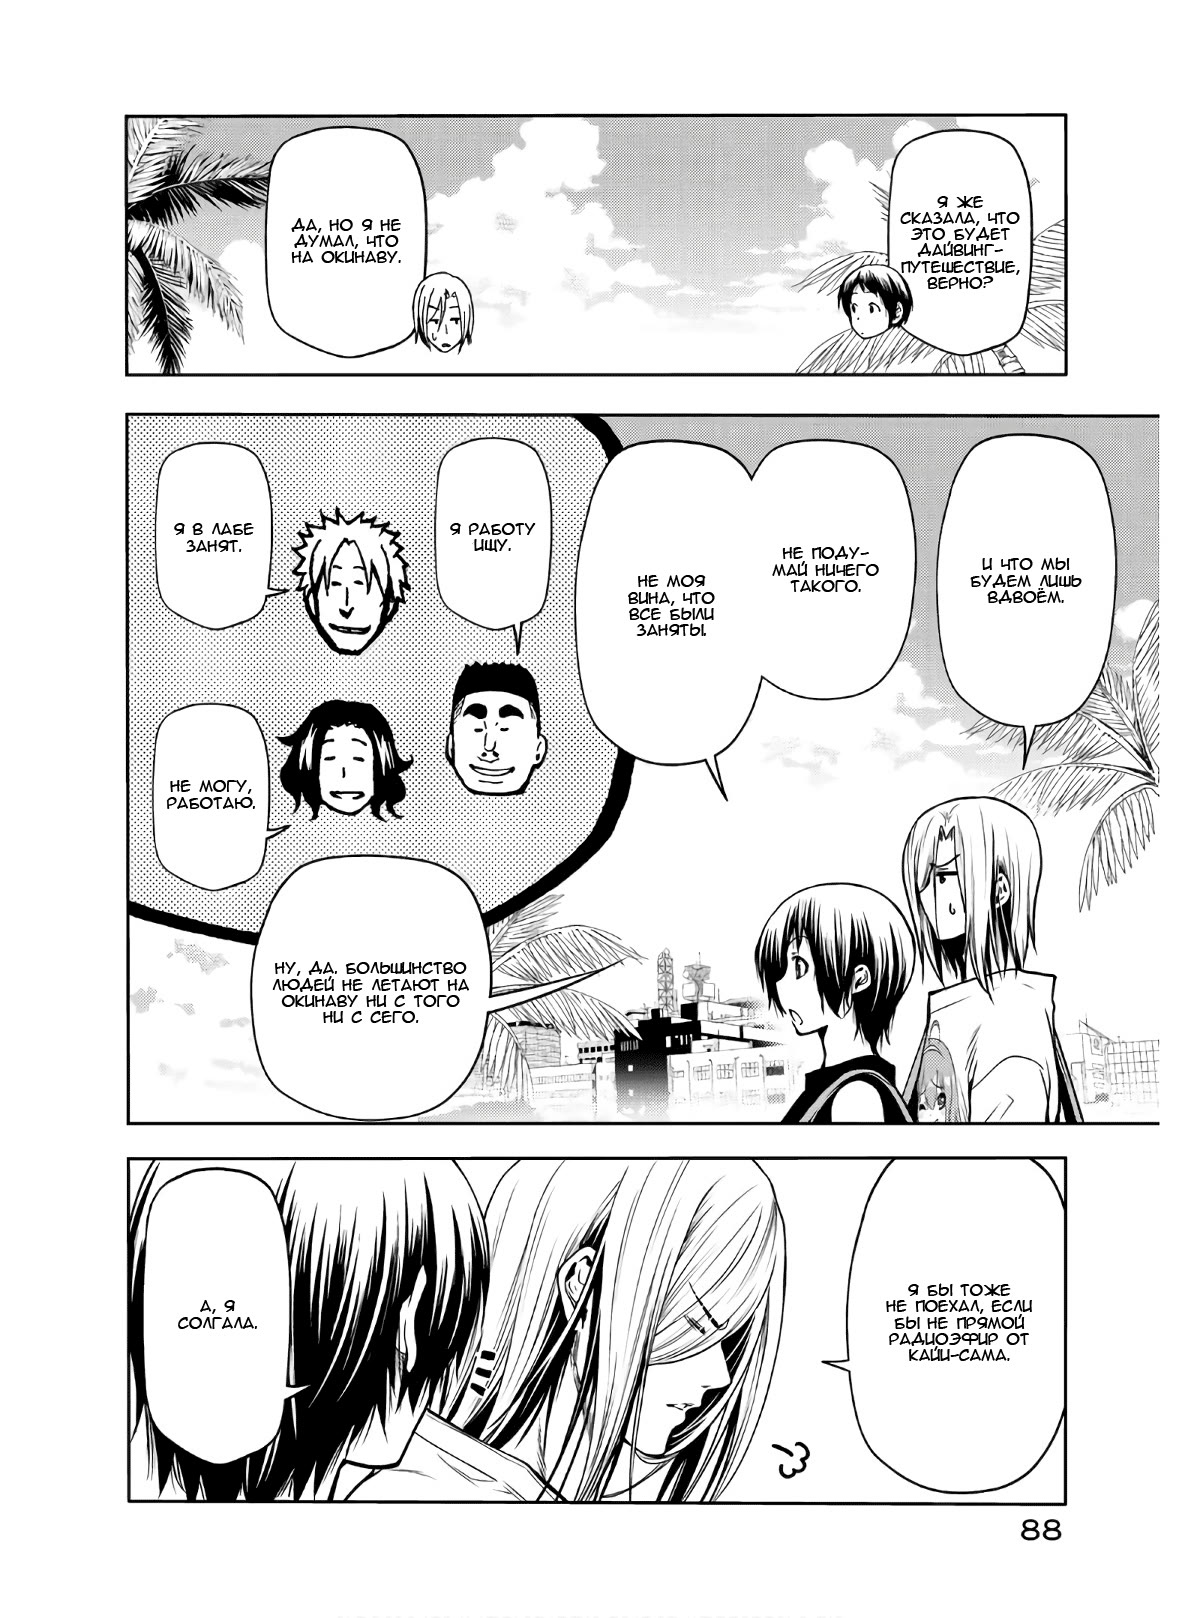 Я ЖЕ
СКАЗАЛА, ЧТО
ЭТО БУДЕТ
ДАЙВИНГ-
ПУТЕШЕСТВИЕ,
ВЕРНО?
ДА, НО Я НЕ
ДУМАЛ, ЧТО
НА ОКИНАВУ.
И ЧТО МЫ
БУДЕМ ЛИШЬ
ВДВОЁМ.
НЕ ПОДУ-
МАЙ НИЧЕГО
ТАКОГО.
НЕ МОЯ
ВИНА, ЧТО
ВСЕ БЫЛИ
ЗАНЯТЫ.
Я РАБОТУ
ИЩУ.
Я В ЛАБЕ
ЗАНЯТ.
НЕ МОГУ,
РАБОТАЮ.
НУ, ДА. БОЛЬШИНСТВО
ЛЮДЕЙ НЕ ЛЕТАЮТ НА
ОКИНАВУ НИ С ТОГО
НИ С СЕГО.
Я БЫ ТОЖЕ
НЕ ПОЕХАЛ, ЕСЛИ
БЫ НЕ ПРЯМОЙ
РАДИОЭФИР ОТ
КАЙИ-САМА.
А, Я
СОЛГАЛА.
88